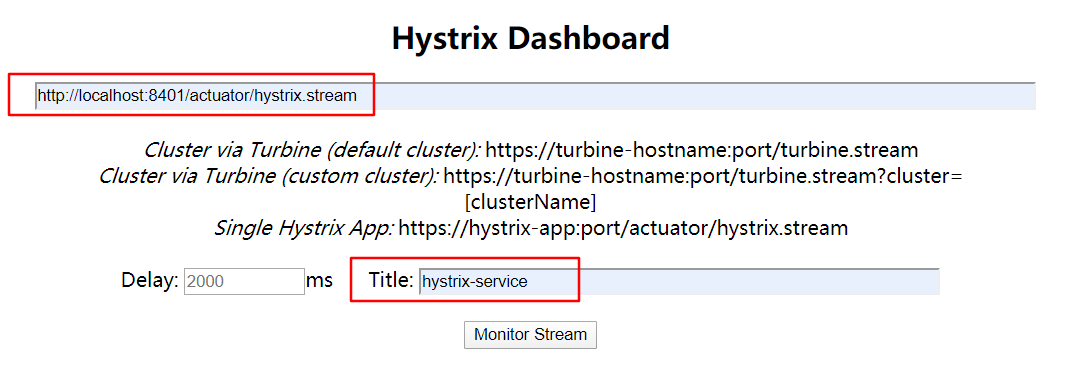 Hystrix Dashboard
http://localhost:8401/actuator/hystrix.stream
Cluster via Turbine (default cluster): https://turbine-hostname:port/turbine.stream
Cluster via Turbine (custom cluster): https://turbine-hostname:port/turbine.stream?cluster=
[clusterName]
Single Hystrix App: https://hystrix-app:port/actuator/hystrix.stream
Delay: 2000 ms Title: hystrix-service
Monitor Stream